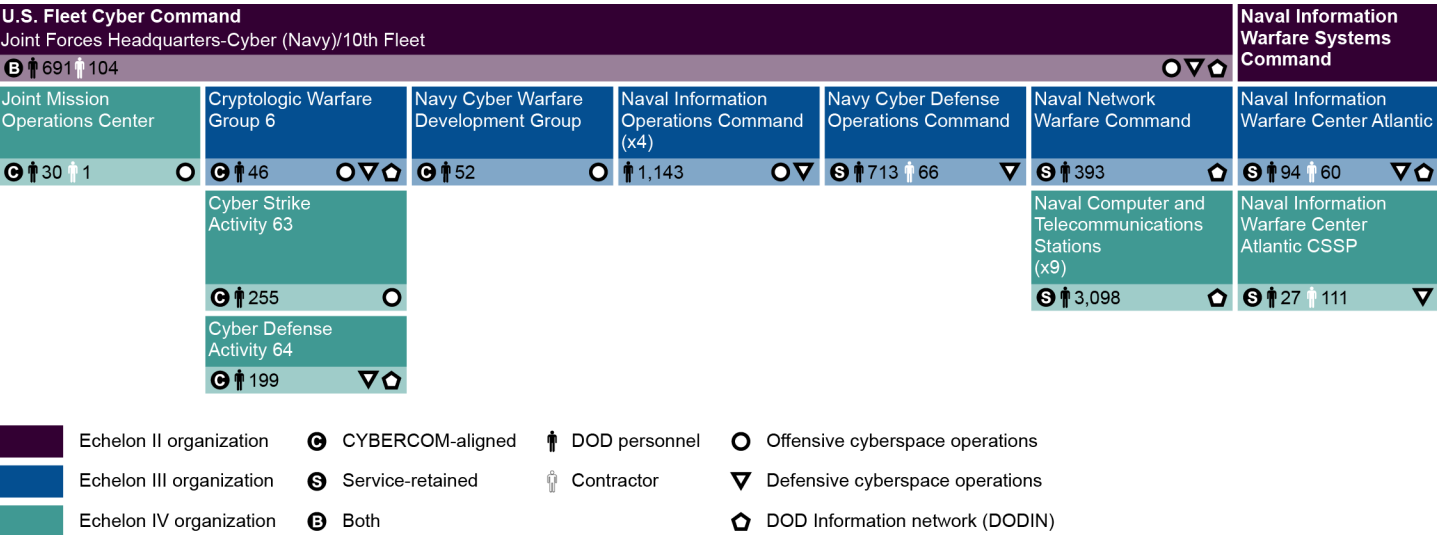 U.S. Fleet Cyber Command
Joint Forces Headquarters-Cyber (Navy)/10th Fleet
B 691 104
Naval Information
Warfare Systems
Command
Joint Mission
Operations Center
C 30 1
Cryptologic Warfare
Group 6
C 46
Navy Cyber Warfare
Development Group
C 52
Naval Information
Operations Command
(x4)
1,143
Navy Cyber Defense
Operations Command
S 713 66
Naval Network
Warfare Command
S 393
Naval Information
Warfare Center Atlantic
S 94 60
Cyber Strike
Activity 63
C 255
Naval Computer and
Telecommunications
Stations
(x9)
S 3,098
Naval Information
Warfare Center
Atlantic CSSP
S 27 111
Cyber Defense
Activity 64
C 199
Echelon II organization
Echelon III organization
Echelon IV organization
C CYBERCOM-aligned
S Service-retained
B Both
DOD personnel
Contractor
Offensive cyberspace operations
Defensive cyberspace operations
DOD Information network (DODIN)